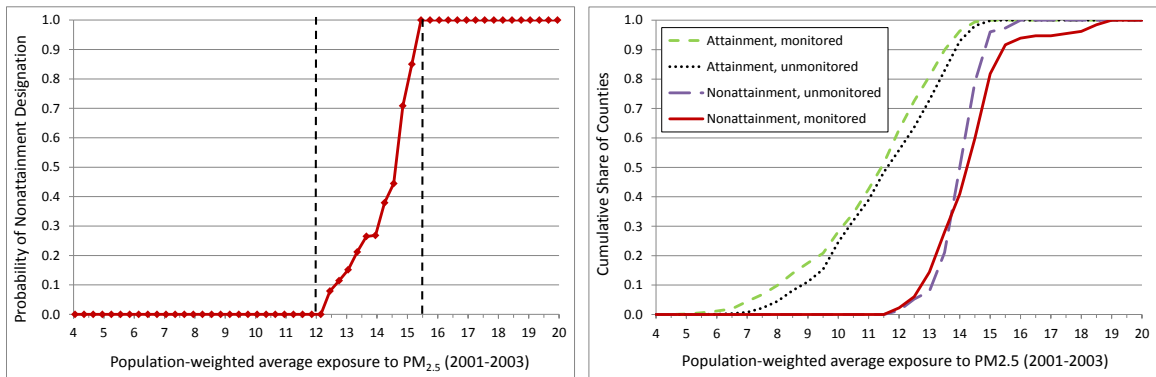 Probability of Nonattainment Designation
1.0
0.9
0.8
0.7
0.6
0.5
0.4
0.3
0.2
0.1
0.0
4 5 6 7 8 9 10 11 12 13 14 15 16 17 18 19 20
Population-weighted average exposure to PM2.5 (2001-2003)
Cumulative Share of Counties
1.0
0.9
0.8
0.7
0.6
0.5
0.4
0.3
0.2
0.1
0.0
Attainment, monitored
Attainment, unmonitored
Nonattainment, unmonitored
Nonattainment, monitored
4 5 6 7 8 9 10 11 12 13 14 15 16 17 18 19 20
Population-weighted average exposure to PM2.5 (2001-2003)